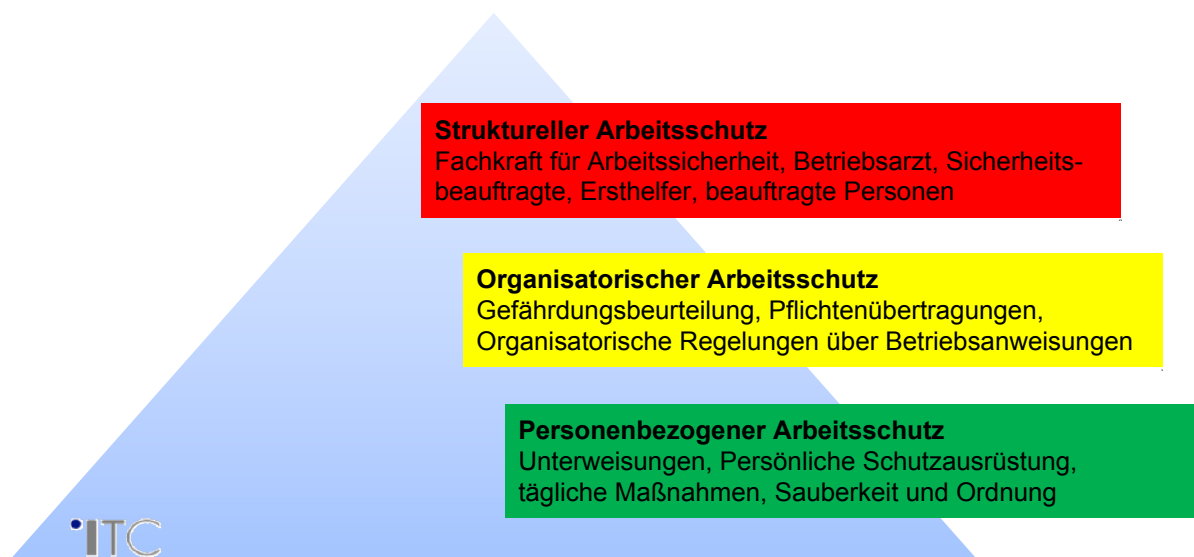 Struktureller Arbeitsschutz
Fachkraft für Arbeitssicherheit, Betriebsarzt, Sicherheits-
beauftragte, Ersthelfer, beauftragte Personen
Organisatorischer Arbeitsschutz
Gefährdungsbeurteilung, Pflichtenübertragungen,
Organisatorische Regelungen über Betriebsanweisungen
Personenbezogener Arbeitsschutz
Unterweisungen, Persönliche Schutzausrüstung,
tägliche Maßnahmen, Sauberkeit und Ordnung
ITC